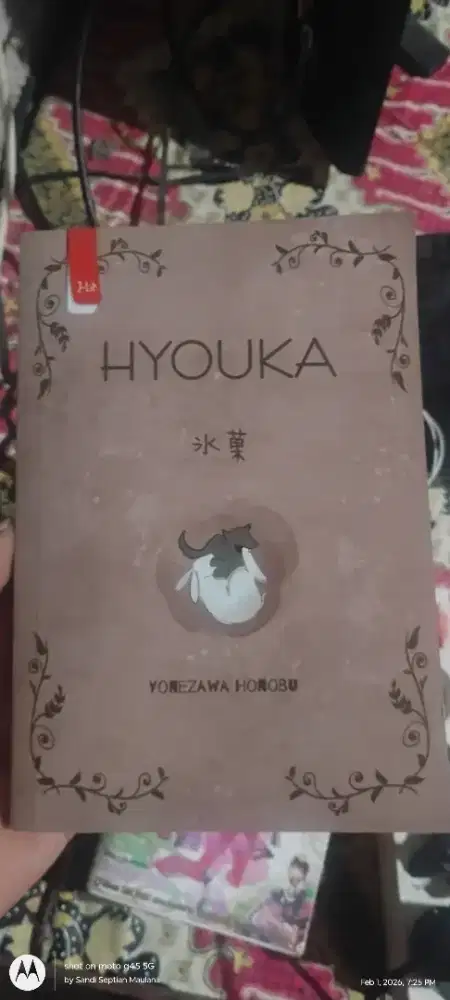 J-Lit
HYOUKA
氷菓
YONEZAWA HONOBU
shot on moto g45 5G
by Sandi Septian Maulana
Feb 1, 2026, 7:25 PM